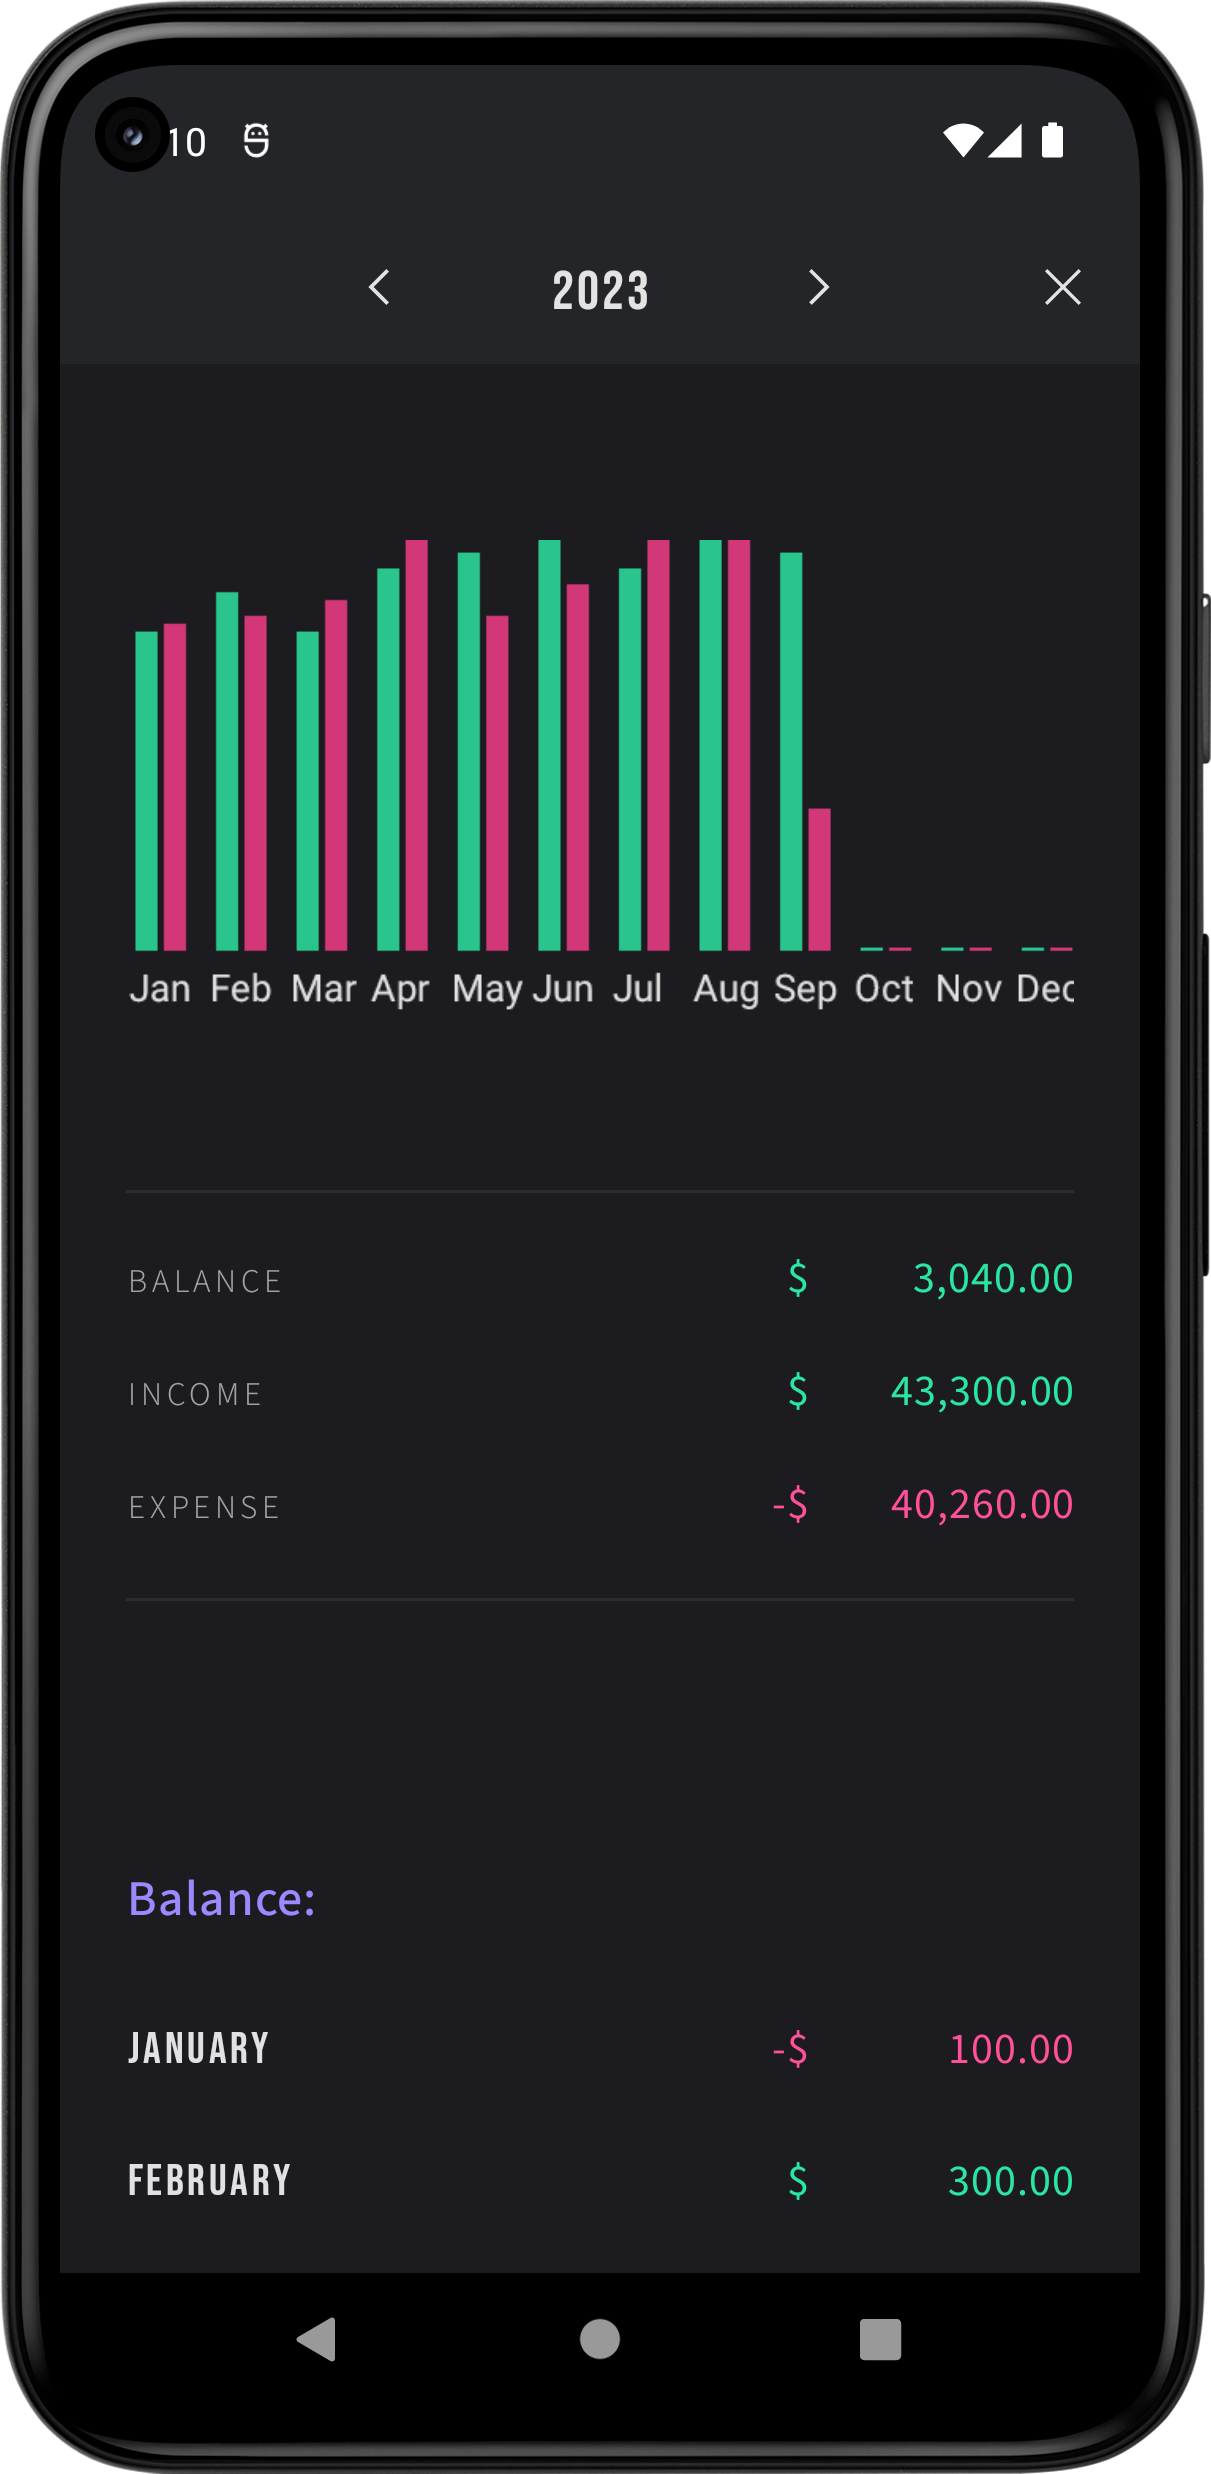 10
2023
Jan Feb Mar Apr May Jun Jul Aug Sep Oct Nov Dec
BALANCE $ 3,040.00
INCOME $ 43,300.00
EXPENSE -$ 40,260.00
Balance:
JANUARY -$ 100.00
FEBRUARY $ 300.00